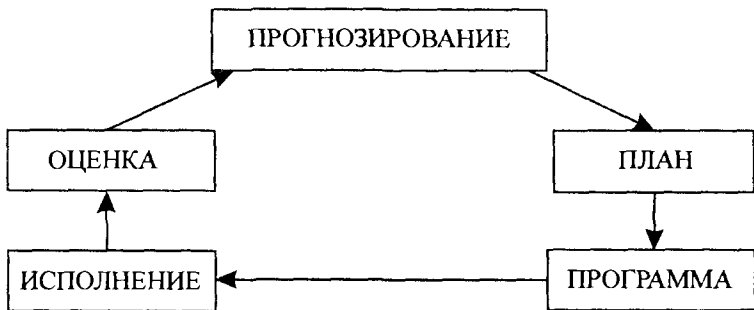 ПРОГНОЗИРОВАНИЕ
ОЦЕНКА
ПЛАН
ИСПОЛНЕНИЕ
ПРОГРАММА